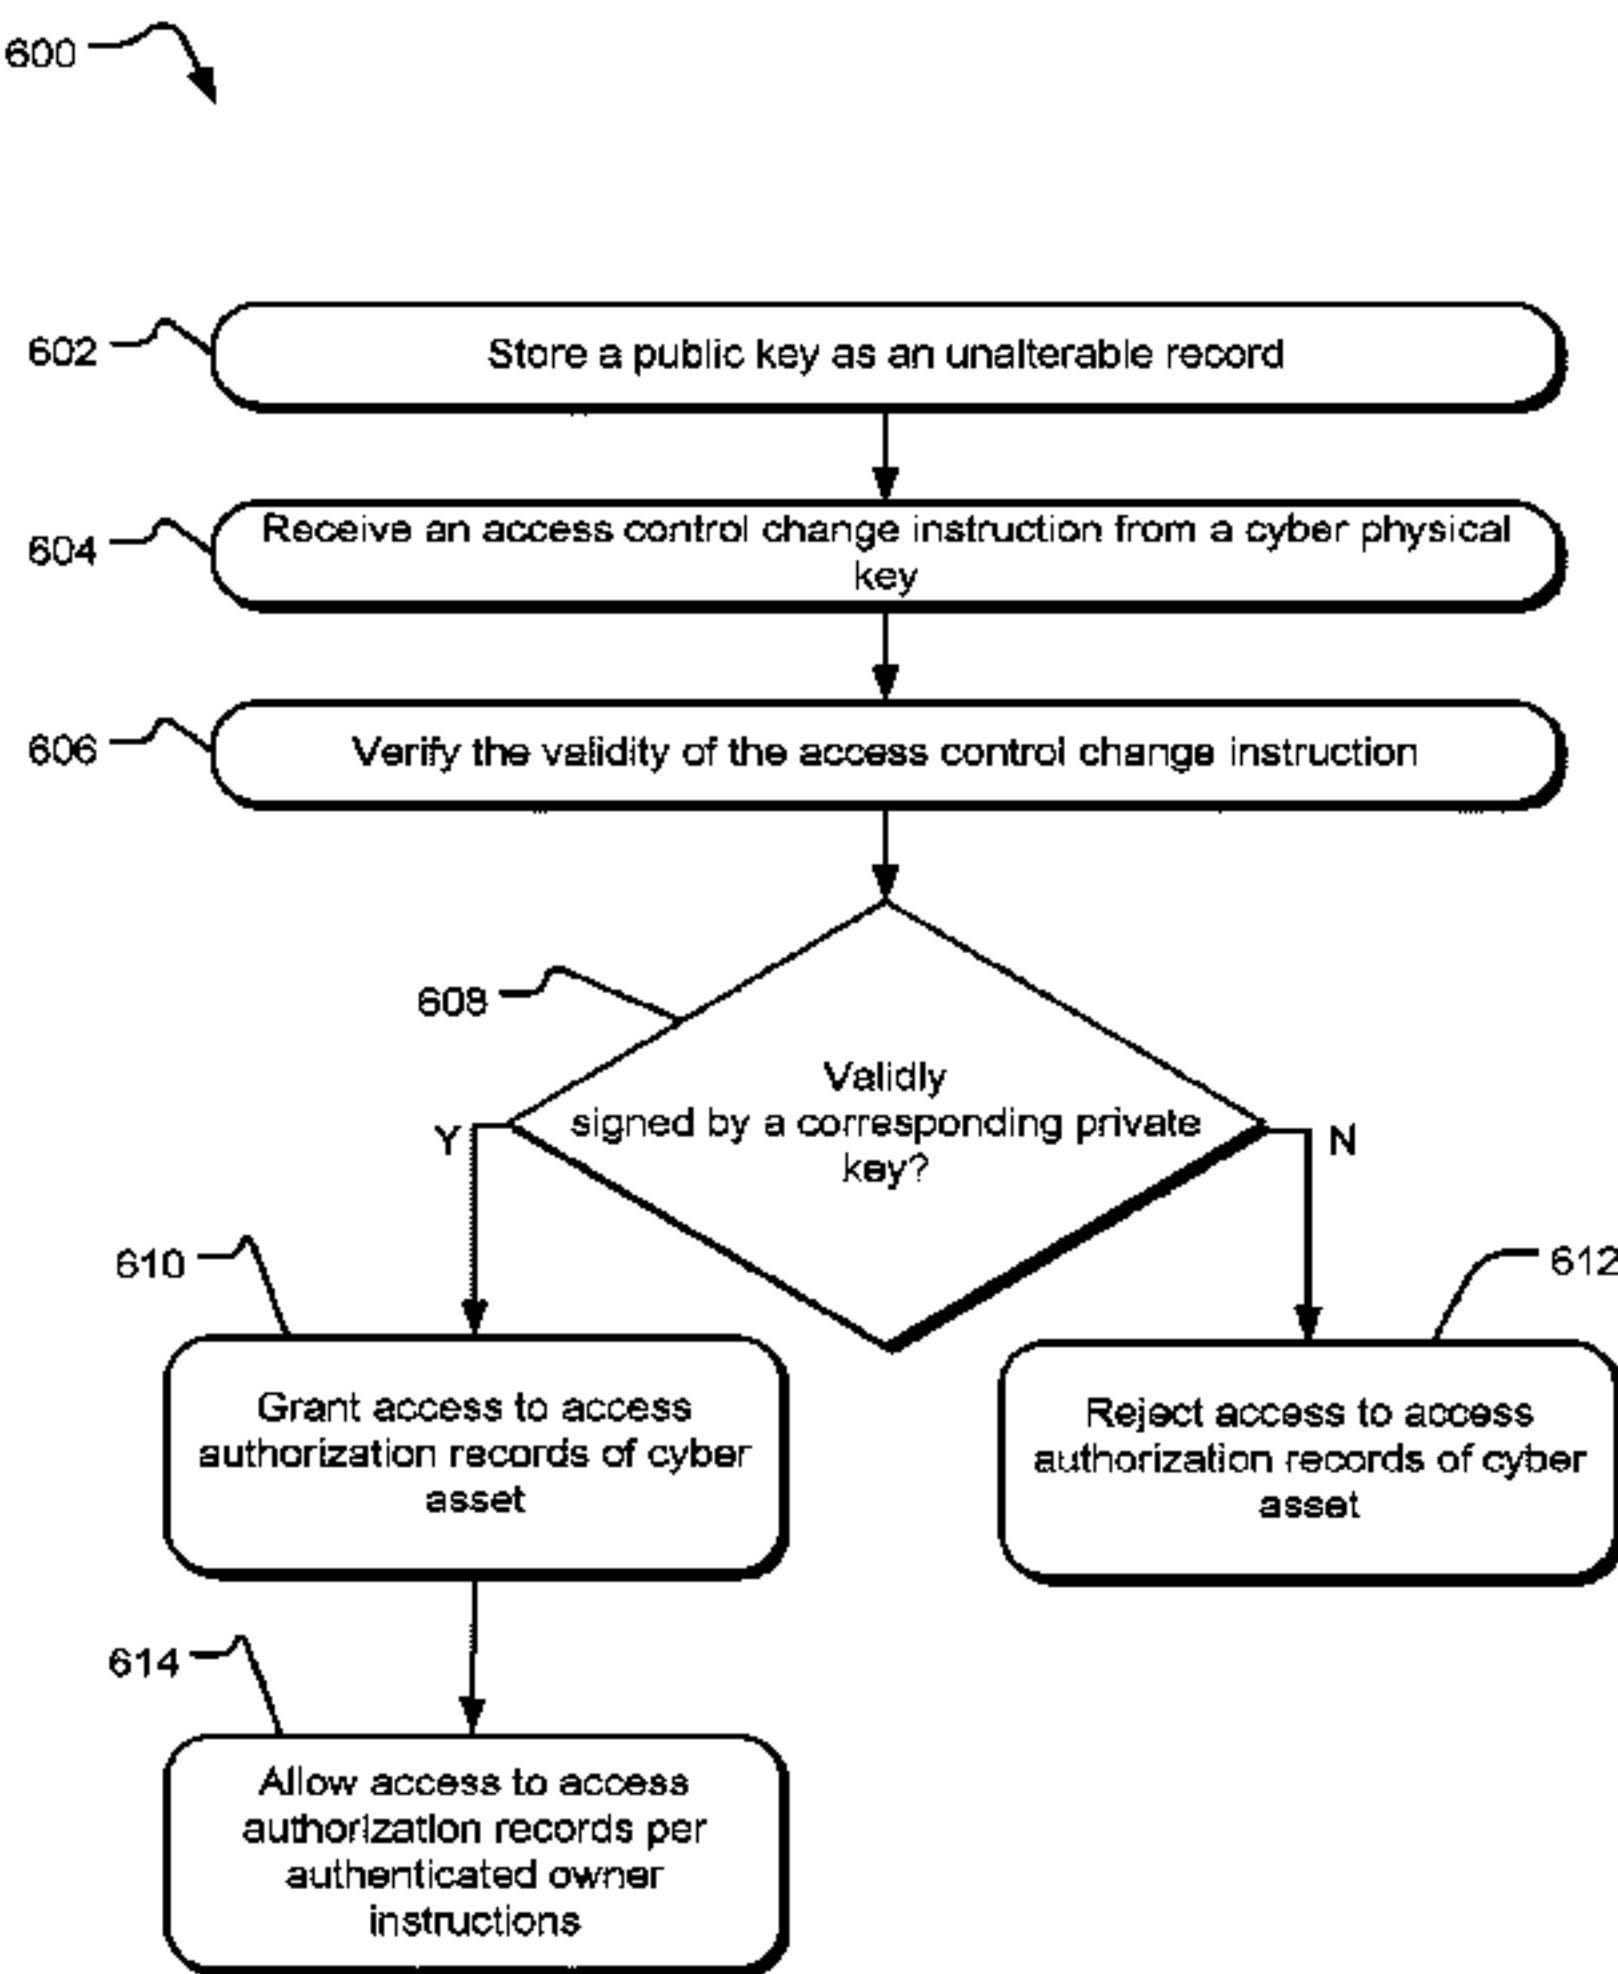 600
602
Store a public key as an unalterable record
604
Receive an access control change instruction from a cyber physical
key
606
Verify the validity of the access control change instruction
608
Validly
signed by a corresponding private
key?
Y
N
610
612
Grant access to access
authorization records of cyber
asset
Reject access to access
authorization records of cyber
asset
614
Allow access to access
authorization records per
authenticated owner
instructions